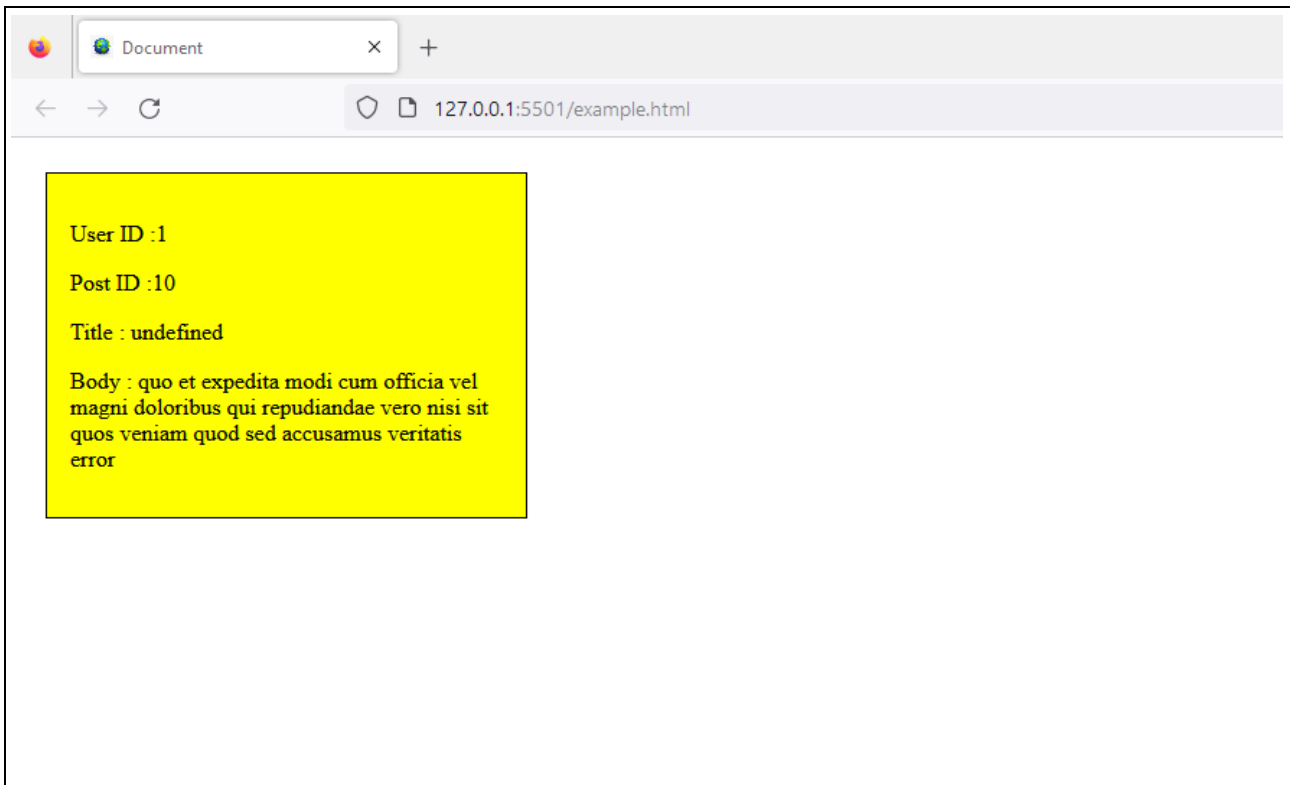 Document
127.0.0.1:5501/example.html
User ID :1
Post ID :10
Title : undefined
Body : quo et expedita modi cum officia vel
magni doloribus qui repudiandae vero nisi sit
quos veniam quod sed accusamus veritatis
error